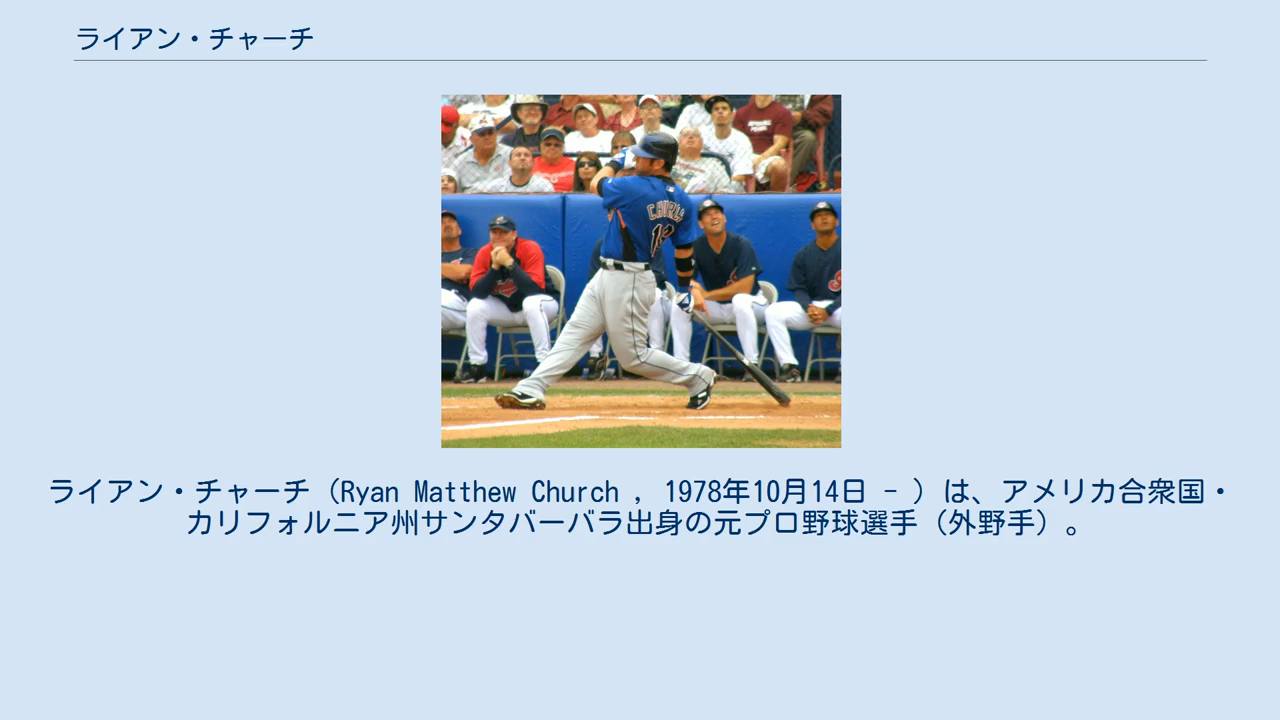 ライアン・チャーチ
CHURCH
ライアン・チャーチ（Ryan Matthew Church , 1978年10月14日 - ）は、アメリカ合衆国・
カリフォルニア州サンタバーバラ出身の元プロ野球選手（外野手）。